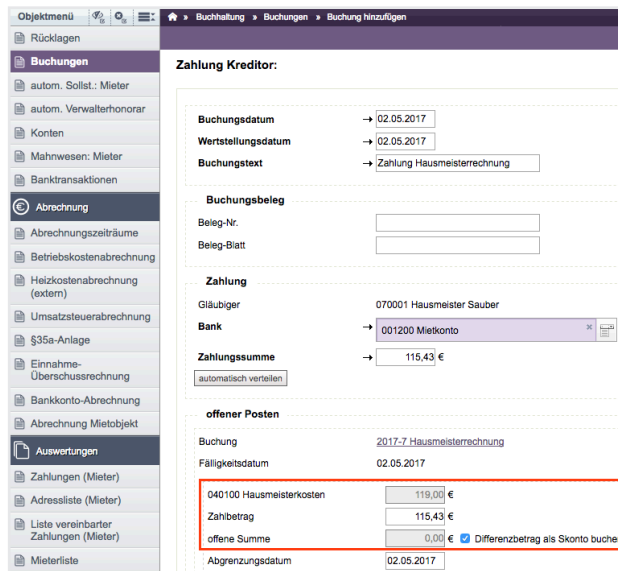 Objektmenü
Rücklagen
Buchungen
autom. Sollst.: Mieter
autom. Verwalterhonorar
Konten
Mahnwesen: Mieter
Banktransaktionen
Abrechnung
Abrechnungszeiträume
Betriebskostenabrechnung
Heizkostenabrechnung
(extern)
Umsatzsteuerabrechnung
§35a-Anlage
Einnahme-
Überschussrechnung
Bankkonto-Abrechnung
Abrechnung Mietobjekt
Auswertungen
Zahlungen (Mieter)
Adressliste (Mieter)
Liste vereinbarter
Zahlungen (Mieter)
Mieterliste
» Buchhaltung » Buchungen » Buchung hinzufügen
Zahlung Kreditor:
Buchungsdatum → 02.05.2017
Wertstellungsdatum → 02.05.2017
Buchungstext → Zahlung Hausmeisterrechnung
Buchungsbeleg
Beleg-Nr.
Beleg-Blatt
Zahlung
Gläubiger 070001 Hausmeister Sauber
Bank → 001200 Mietkonto ×
Zahlungssumme → 115,43 €
automatisch verteilen
offener Posten
Buchung 2017-7 Hausmeisterrechnung
Fälligkeitsdatum 02.05.2017
040100 Hausmeisterkosten 119,00 €
Zahlbetrag 115,43 €
offene Summe 0,00 € Differenzbetrag als Skonto buche
Abgrenzungsdatum 02.05.2017